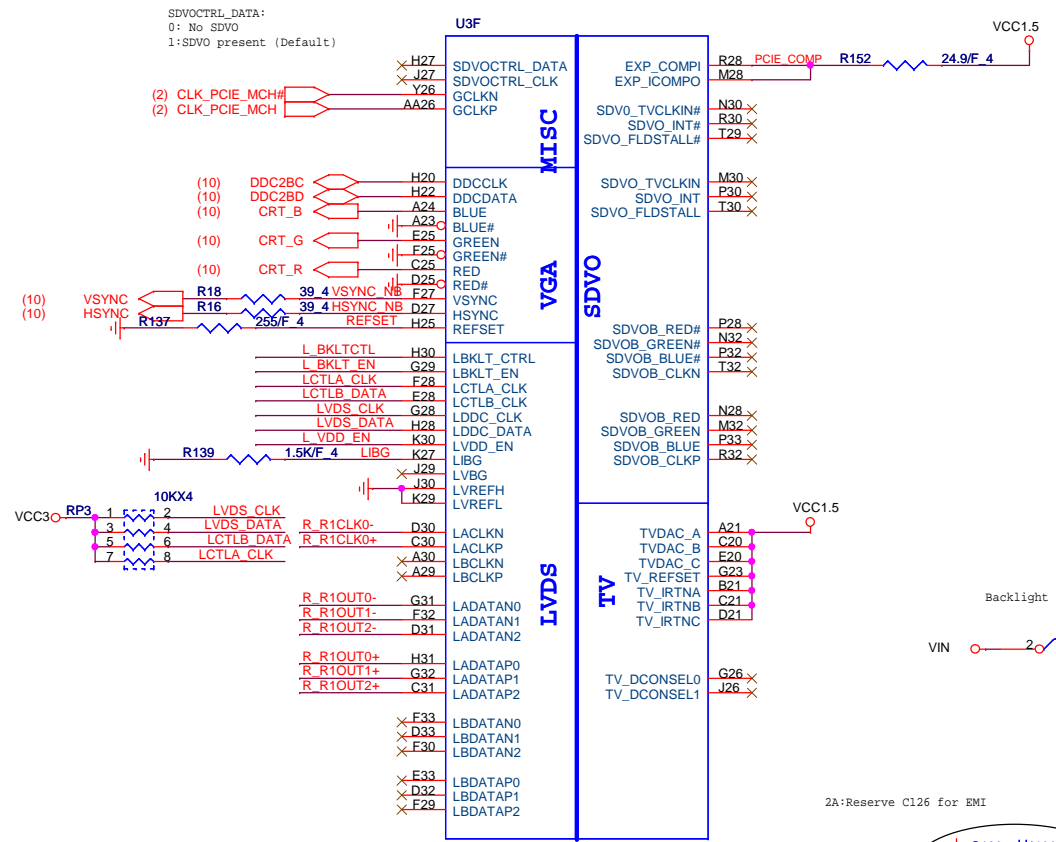 SDVOCTRL_DATA:
0: No SDVO
1:SDVO present (Default)
U3F
VCC1.5
H27 SDVOCTRL_DATA
J27 SDVOCTRL_CLK
(2) CLK_PCIE_MCH# Y26 GCLKN
(2) CLK_PCIE_MCH AA26 GCLKP
MISC
EXP_COMPI R28 PCIE_COMP R152 24.9/F_4
EXP_ICOMPO M28
SDV0_TVCLKIN# N30
SDVO_INT# R30
SDVO_FLDSTALL# T29
SDVO_TVCLKIN M30
SDVO_INT P30
SDVO_FLDSTALL T30
(10) DDC2BC H20 DDCCLK
(10) DDC2BD H22 DDCDATA
(10) CRT_B A24 BLUE
A23 BLUE#
(10) CRT_G E25 GREEN
F25 GREEN#
(10) CRT_R C25 RED
D25 RED#
(10) VSYNC R18 39_4 VSYNC_NB F27 VSYNC
(10) HSYNC R16 39_4 HSYNC_NB D27 HSYNC
R137 255/F_4 REFSET H25 REFSET
VGA
SDVO
SDVOB_RED# P28
SDVOB_GREEN# N32
SDVOB_BLUE# P32
SDVOB_CLKN T32
SDVOB_RED N28
SDVOB_GREEN M32
SDVOB_BLUE P33
SDVOB_CLKP R32
L_BKLTCTL H30 LBKLT_CTRL
L_BKLT_EN G29 LBKLT_EN
LCTLA_CLK F28 LCTLA_CLK
LCTLB_DATA E28 LCTLB_CLK
LVDS_CLK G28 LDDC_CLK
LVDS_DATA H28 LDDC_DATA
L_VDD_EN K30 LVDD_EN
R139 1.5K/F_4 LIBG K27 LIBG
J29 LVBG
J30 LVREFH
K29 LVREFL
10KX4
VCC3 RP3 1 2 LVDS_CLK
3 4 LVDS_DATA
5 6 LCTLB_DATA
7 8 LCTLA_CLK
R_R1CLK0- D30 LACLKN
R_R1CLK0+ C30 LACLKP
A30 LBCLKN
A29 LBCLKP
LVDS
R_R1OUT0- G31 LADATAN0
R_R1OUT1- F32 LADATAN1
R_R1OUT2- D31 LADATAN2
R_R1OUT0+ H31 LADATAP0
R_R1OUT1+ G32 LADATAP1
R_R1OUT2+ C31 LADATAP2
F33 LBDATAN0
D33 LBDATAN1
F30 LBDATAN2
E33 LBDATAP0
D32 LBDATAP1
F29 LBDATAP2
VCC1.5
TVDAC_A A21
TVDAC_B C20
TVDAC_C E20
TV_REFSET G23
TV_IRTNA B21
TV_IRTNB C21
TV_IRTNC D21
TV
TV_DCONSEL0 G26
TV_DCONSEL1 J26
Backlight
VIN 2
2A:Reserve C126 for EMI